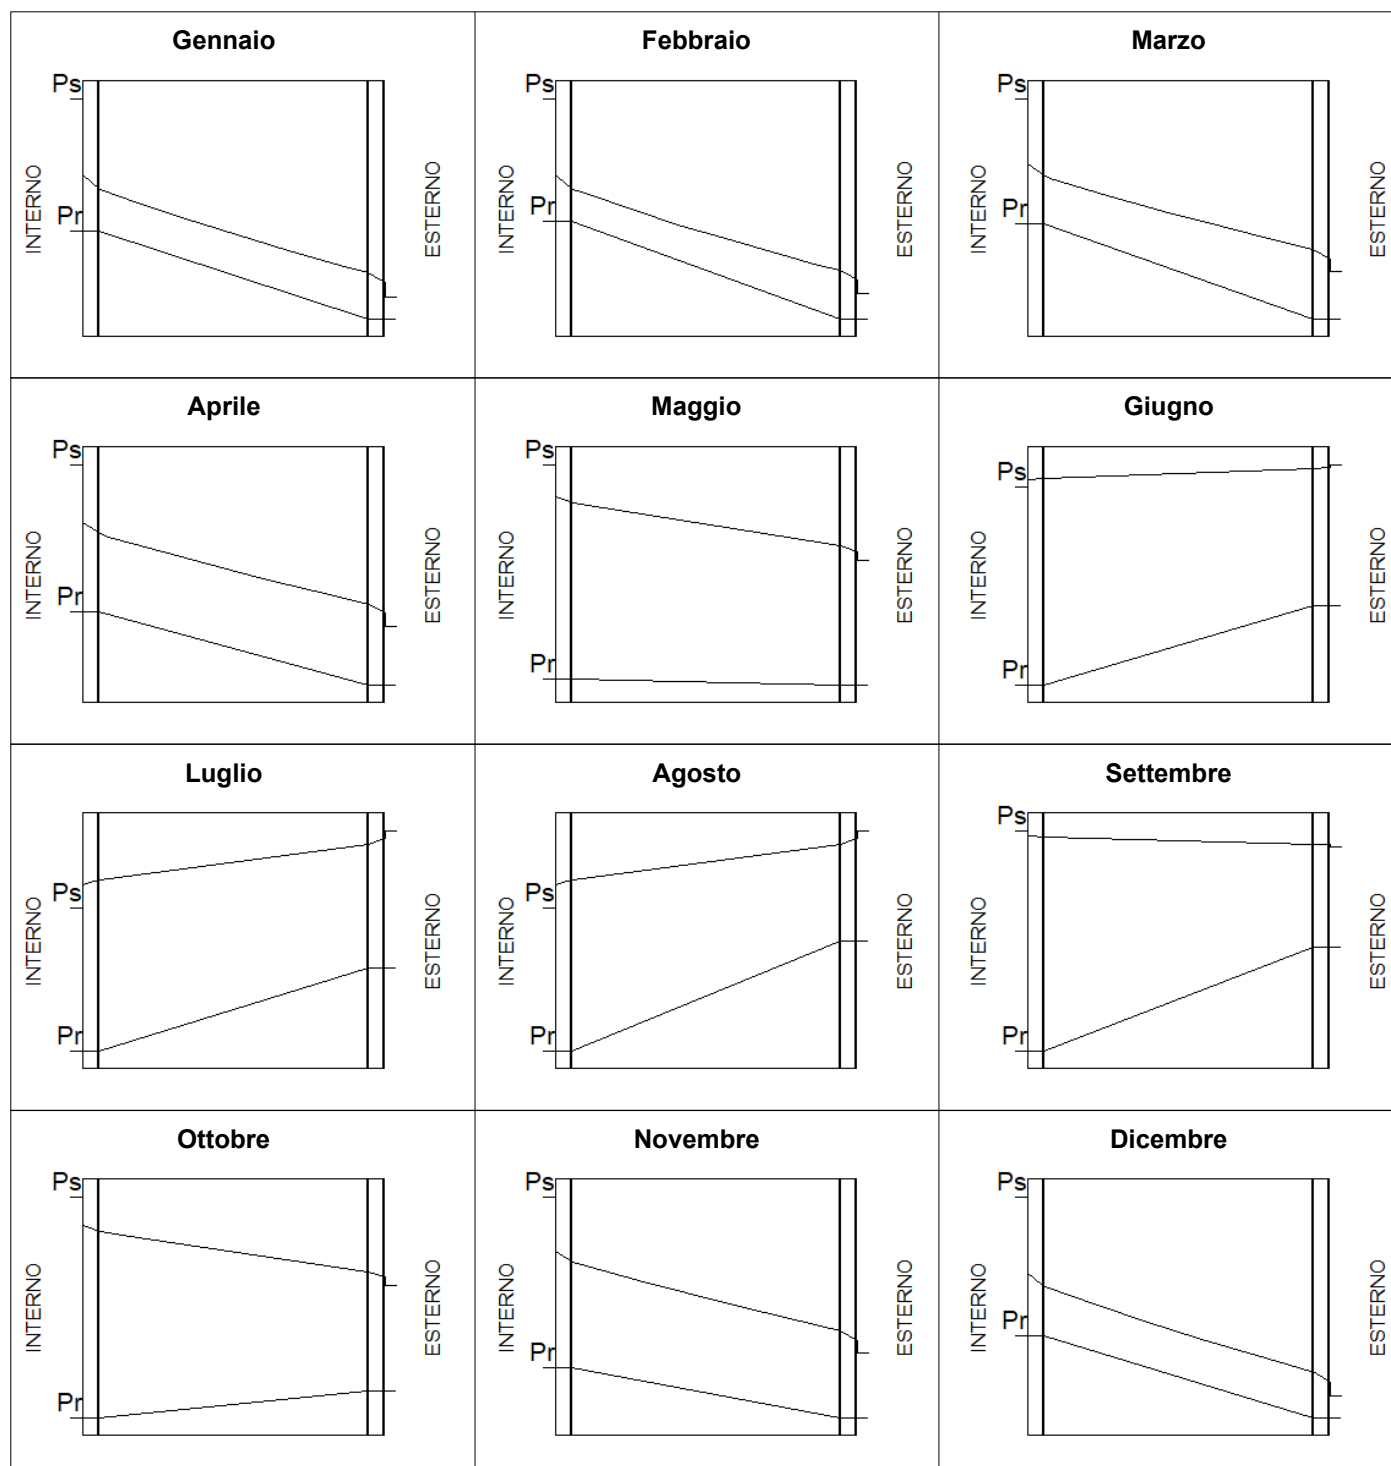 Gennaio
Febbraio
Marzo
Ps
Pr
INTERNO
ESTERNO
Ps
Pr
INTERNO
ESTERNO
Ps
Pr
INTERNO
ESTERNO
Aprile
Maggio
Giugno
Ps
Pr
INTERNO
ESTERNO
Ps
Pr
INTERNO
ESTERNO
Ps
Pr
INTERNO
ESTERNO
Luglio
Agosto
Settembre
Ps
Pr
INTERNO
ESTERNO
Ps
Pr
INTERNO
ESTERNO
Ps
Pr
INTERNO
ESTERNO
Ottobre
Novembre
Dicembre
Ps
Pr
INTERNO
ESTERNO
Ps
Pr
INTERNO
ESTERNO
Ps
Pr
INTERNO
ESTERNO